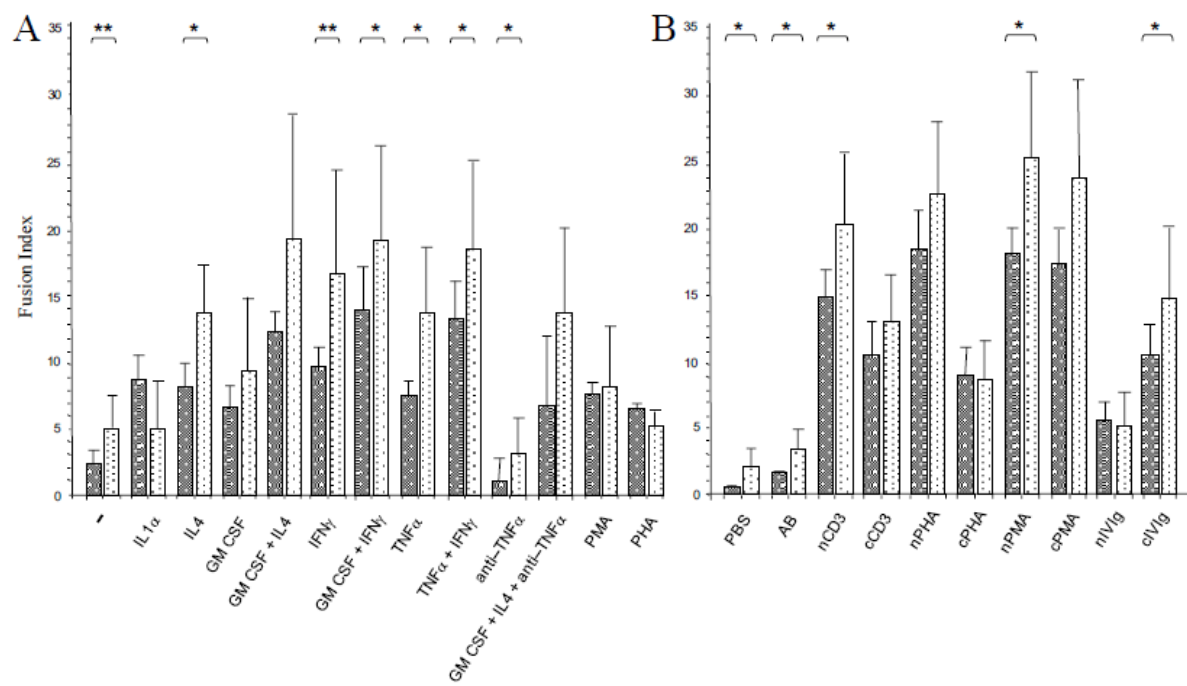 A
** * ** * * * *
35
30
25
20
15
10
5
0
Fusion Index
–
IL1α
IL4
GM CSF
GM CSF + IL4
IFNγ
GM CSF + IFNγ
TNFα
TNFα + IFNγ
anti–TNFα
GM CSF + IL4 + anti–TNFα
PMA
PHA
B
* * * * *
35
30
25
20
15
10
5
0
PBS
AB
nCD3
cCD3
nPHA
cPHA
nPMA
cPMA
nIVIg
cIVIg